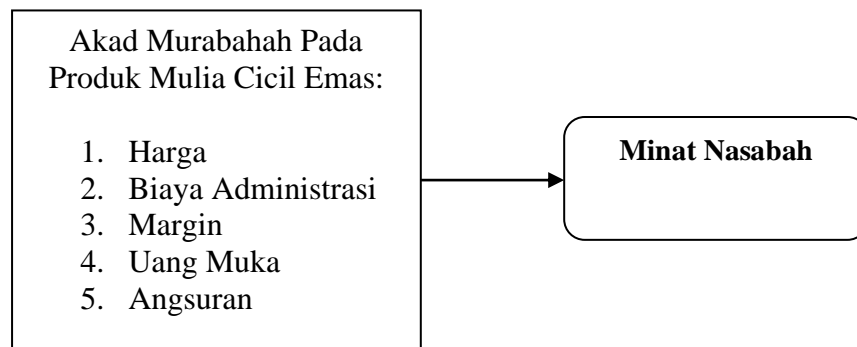 Akad Murabahah Pada
Produk Mulia Cicil Emas:
1. Harga
2. Biaya Administrasi
3. Margin
4. Uang Muka
5. Angsuran
Minat Nasabah